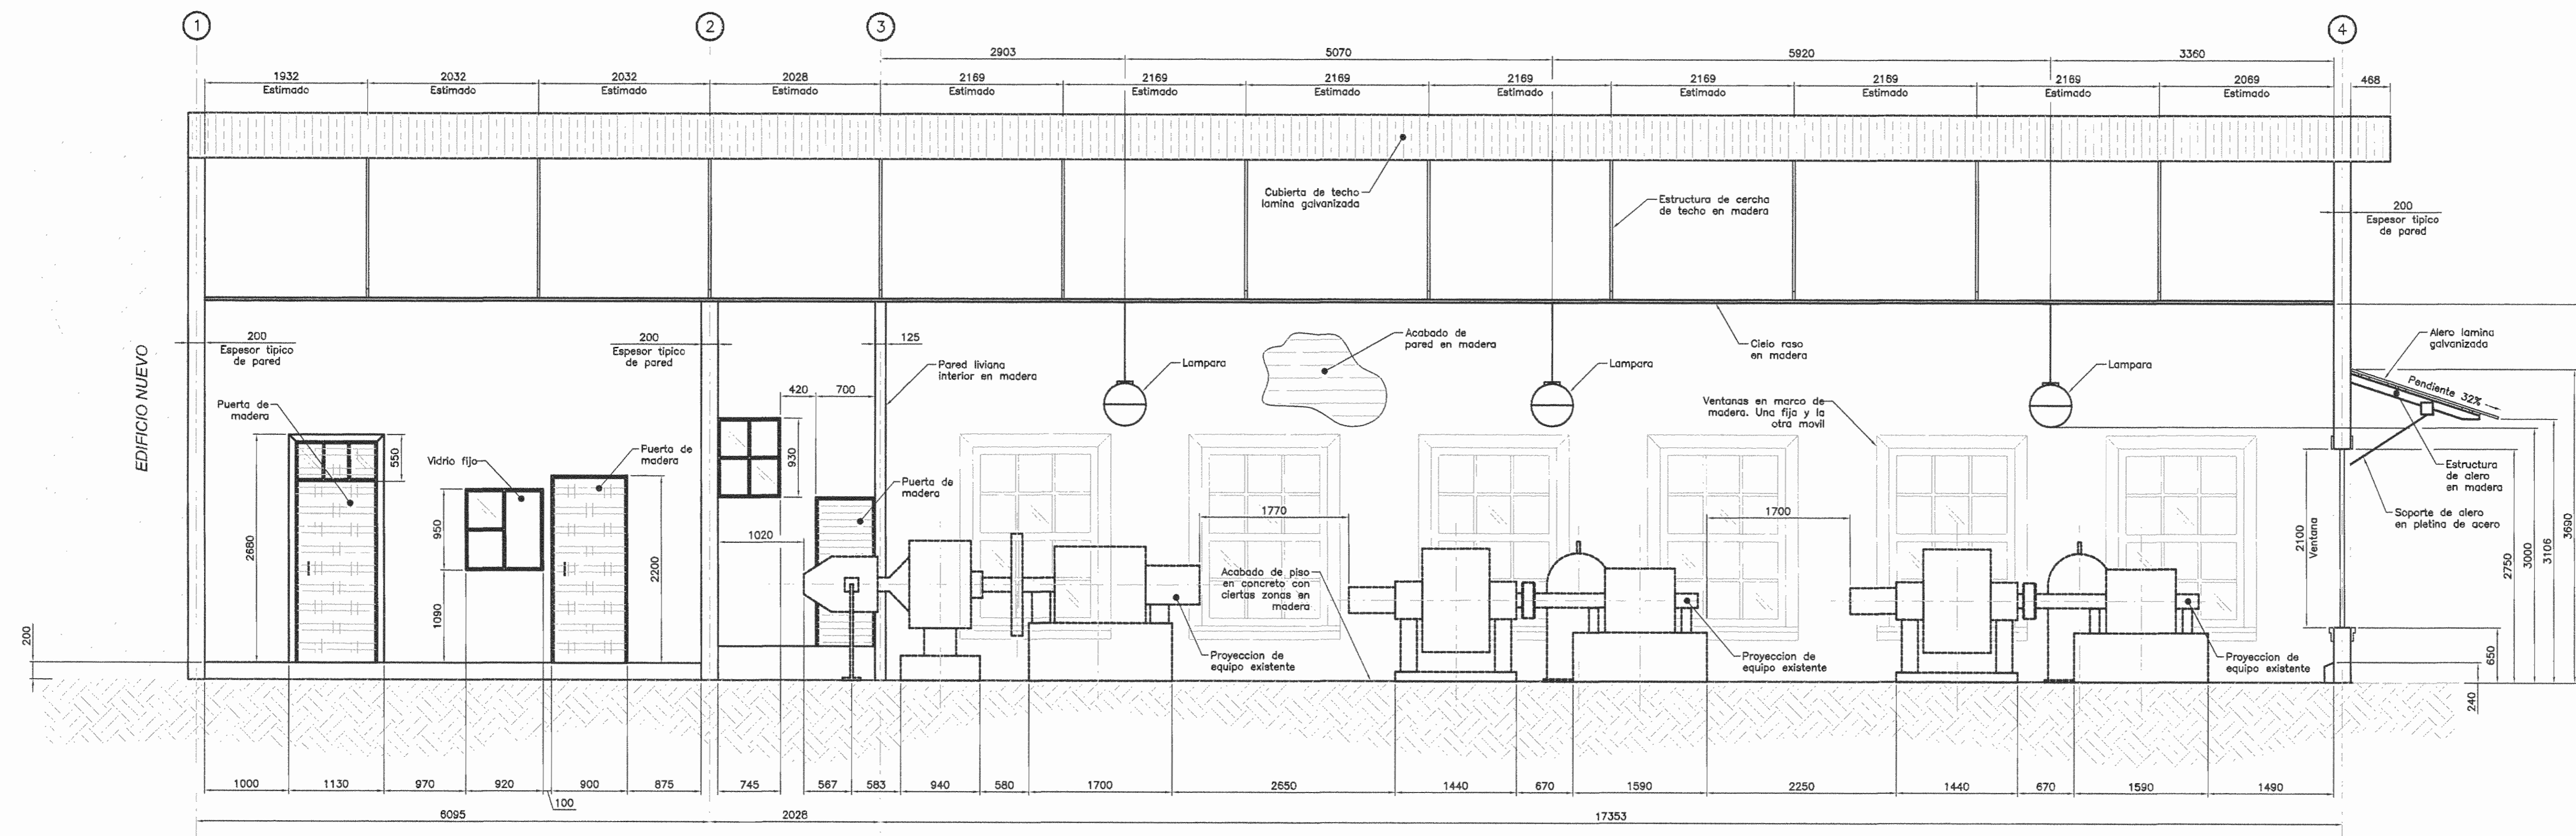 1
2
3
4
2903
5070
5920
3360
1932
2032
2032
2028
2169
2169
2169
2169
2169
2169
2169
2069
468
Estimado
Estimado
Estimado
Estimado
Estimado
Estimado
Estimado
Estimado
Estimado
Estimado
Estimado
Estimado
Cubierta de techo
lamina galvanizada
Estructura de cercha
de techo en madera
200
Espesor tipico
de pared
EDIFICIO NUEVO
200
Espesor tipico
de pared
200
Espesor tipico
de pared
125
Pared liviana
interior en madera
Lampara
Acabado de
pared en madera
Lampara
Cielo raso
en madera
Lampara
Alero lamina
galvanizada
Pendiente 32%
Puerta de
madera
420
700
Ventanas en marco de
madera. Una fija y la
otra movil
550
Vidrio fijo
Puerta de
madera
930
Puerta de
madera
Estructura
de alero
en madera
Soporte de alero
en pletina de acero
2680
950
1090
2200
1020
1770
1700
2100
Ventana
2750
3000
3106
3690
Acabado de piso
en concreto con
ciertas zonas en
madera
Proyeccion de
equipo existente
Proyeccion de
equipo existente
Proyeccion de
equipo existente
200
650
240
1000
1130
970
920
100
900
875
745
567
583
940
580
1700
2650
1440
670
1590
2250
1440
670
1590
1490
6095
2028
17353